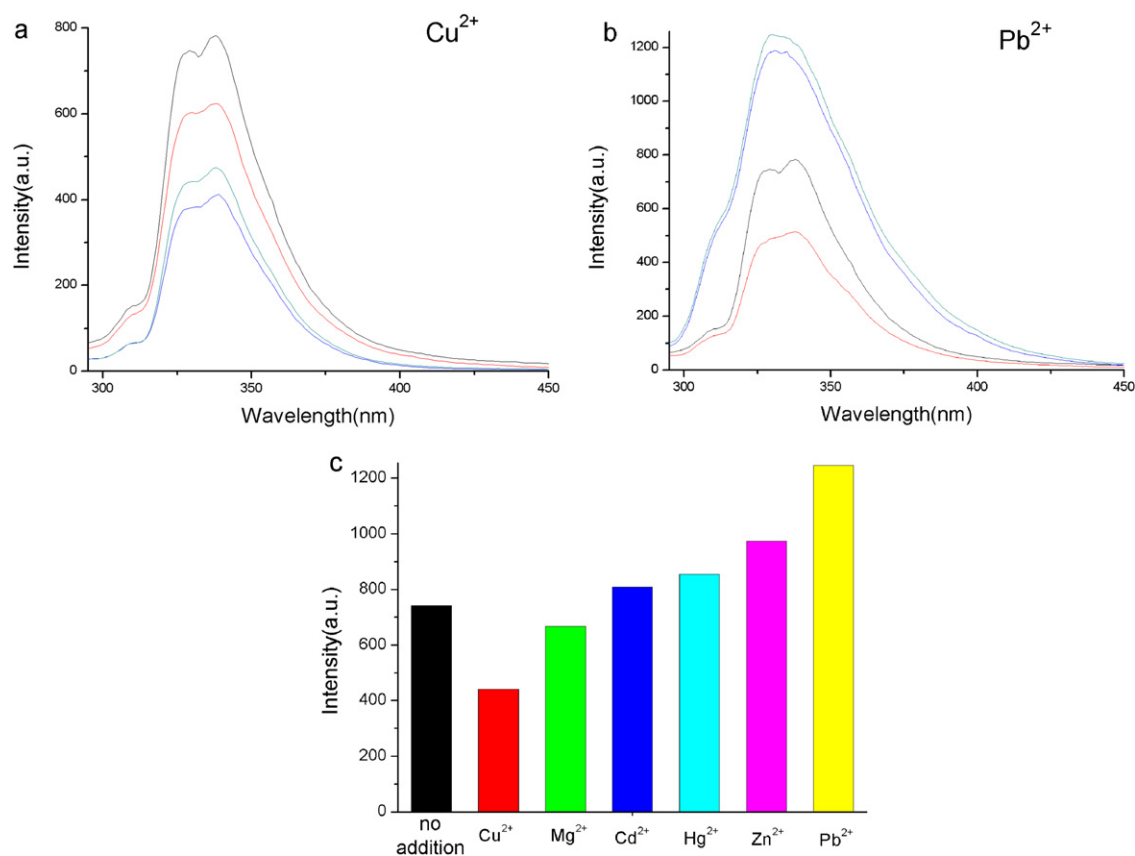 a
Cu²⁺
800
600
400
200
0
300
350
400
450
Intensity(a.u.)
Wavelength(nm)
b
Pb²⁺
1200
1000
800
600
400
200
0
300
350
400
450
Intensity(a.u.)
Wavelength(nm)
c
1200
1000
800
600
400
200
0
Intensity(a.u.)
no
addition
Cu²⁺
Mg²⁺
Cd²⁺
Hg²⁺
Zn²⁺
Pb²⁺